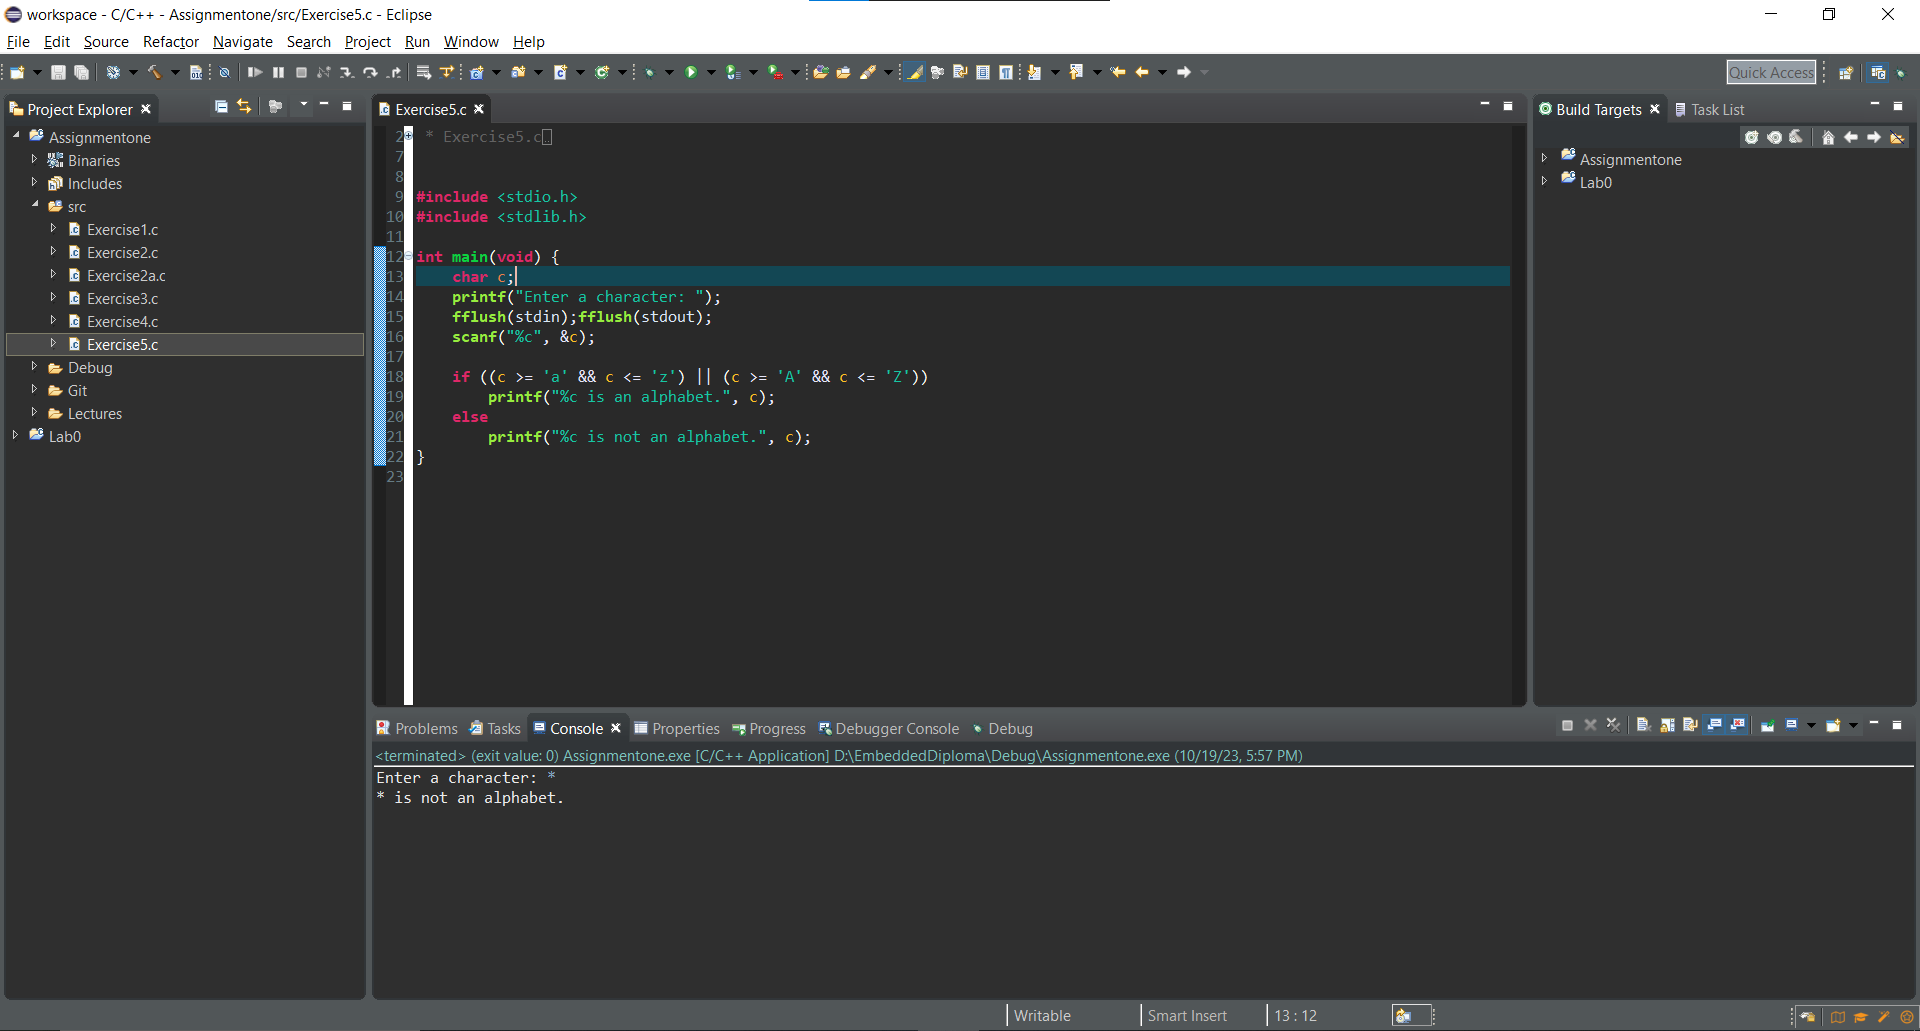 workspace - C/C++ - Assignmentone/src/Exercise5.c - Eclipse
File Edit Source Refactor Navigate Search Project Run Window Help
Quick Access
Project Explorer
Assignmentone
Binaries
Includes
src
Exercise1.c
Exercise2.c
Exercise2a.c
Exercise3.c
Exercise4.c
Exercise5.c
Debug
Git
Lectures
Lab0
Exercise5.c
2 * Exercise5.c
7
8
9 #include <stdio.h>
10 #include <stdlib.h>
11
12 int main(void) {
13 char c;
14 printf("Enter a character: ");
15 fflush(stdin);fflush(stdout);
16 scanf("%c", &c);
17
18 if ((c >= 'a' && c <= 'z') || (c >= 'A' && c <= 'Z'))
19 printf("%c is an alphabet.", c);
20 else
21 printf("%c is not an alphabet.", c);
22 }
23
Build Targets Task List
Assignmentone
Lab0
Problems Tasks Console Properties Progress Debugger Console Debug
<terminated> (exit value: 0) Assignmentone.exe [C/C++ Application] D:\EmbeddedDiploma\Debug\Assignmentone.exe (10/19/23, 5:57 PM)
Enter a character: *
* is not an alphabet.
Writable Smart Insert 13 : 12